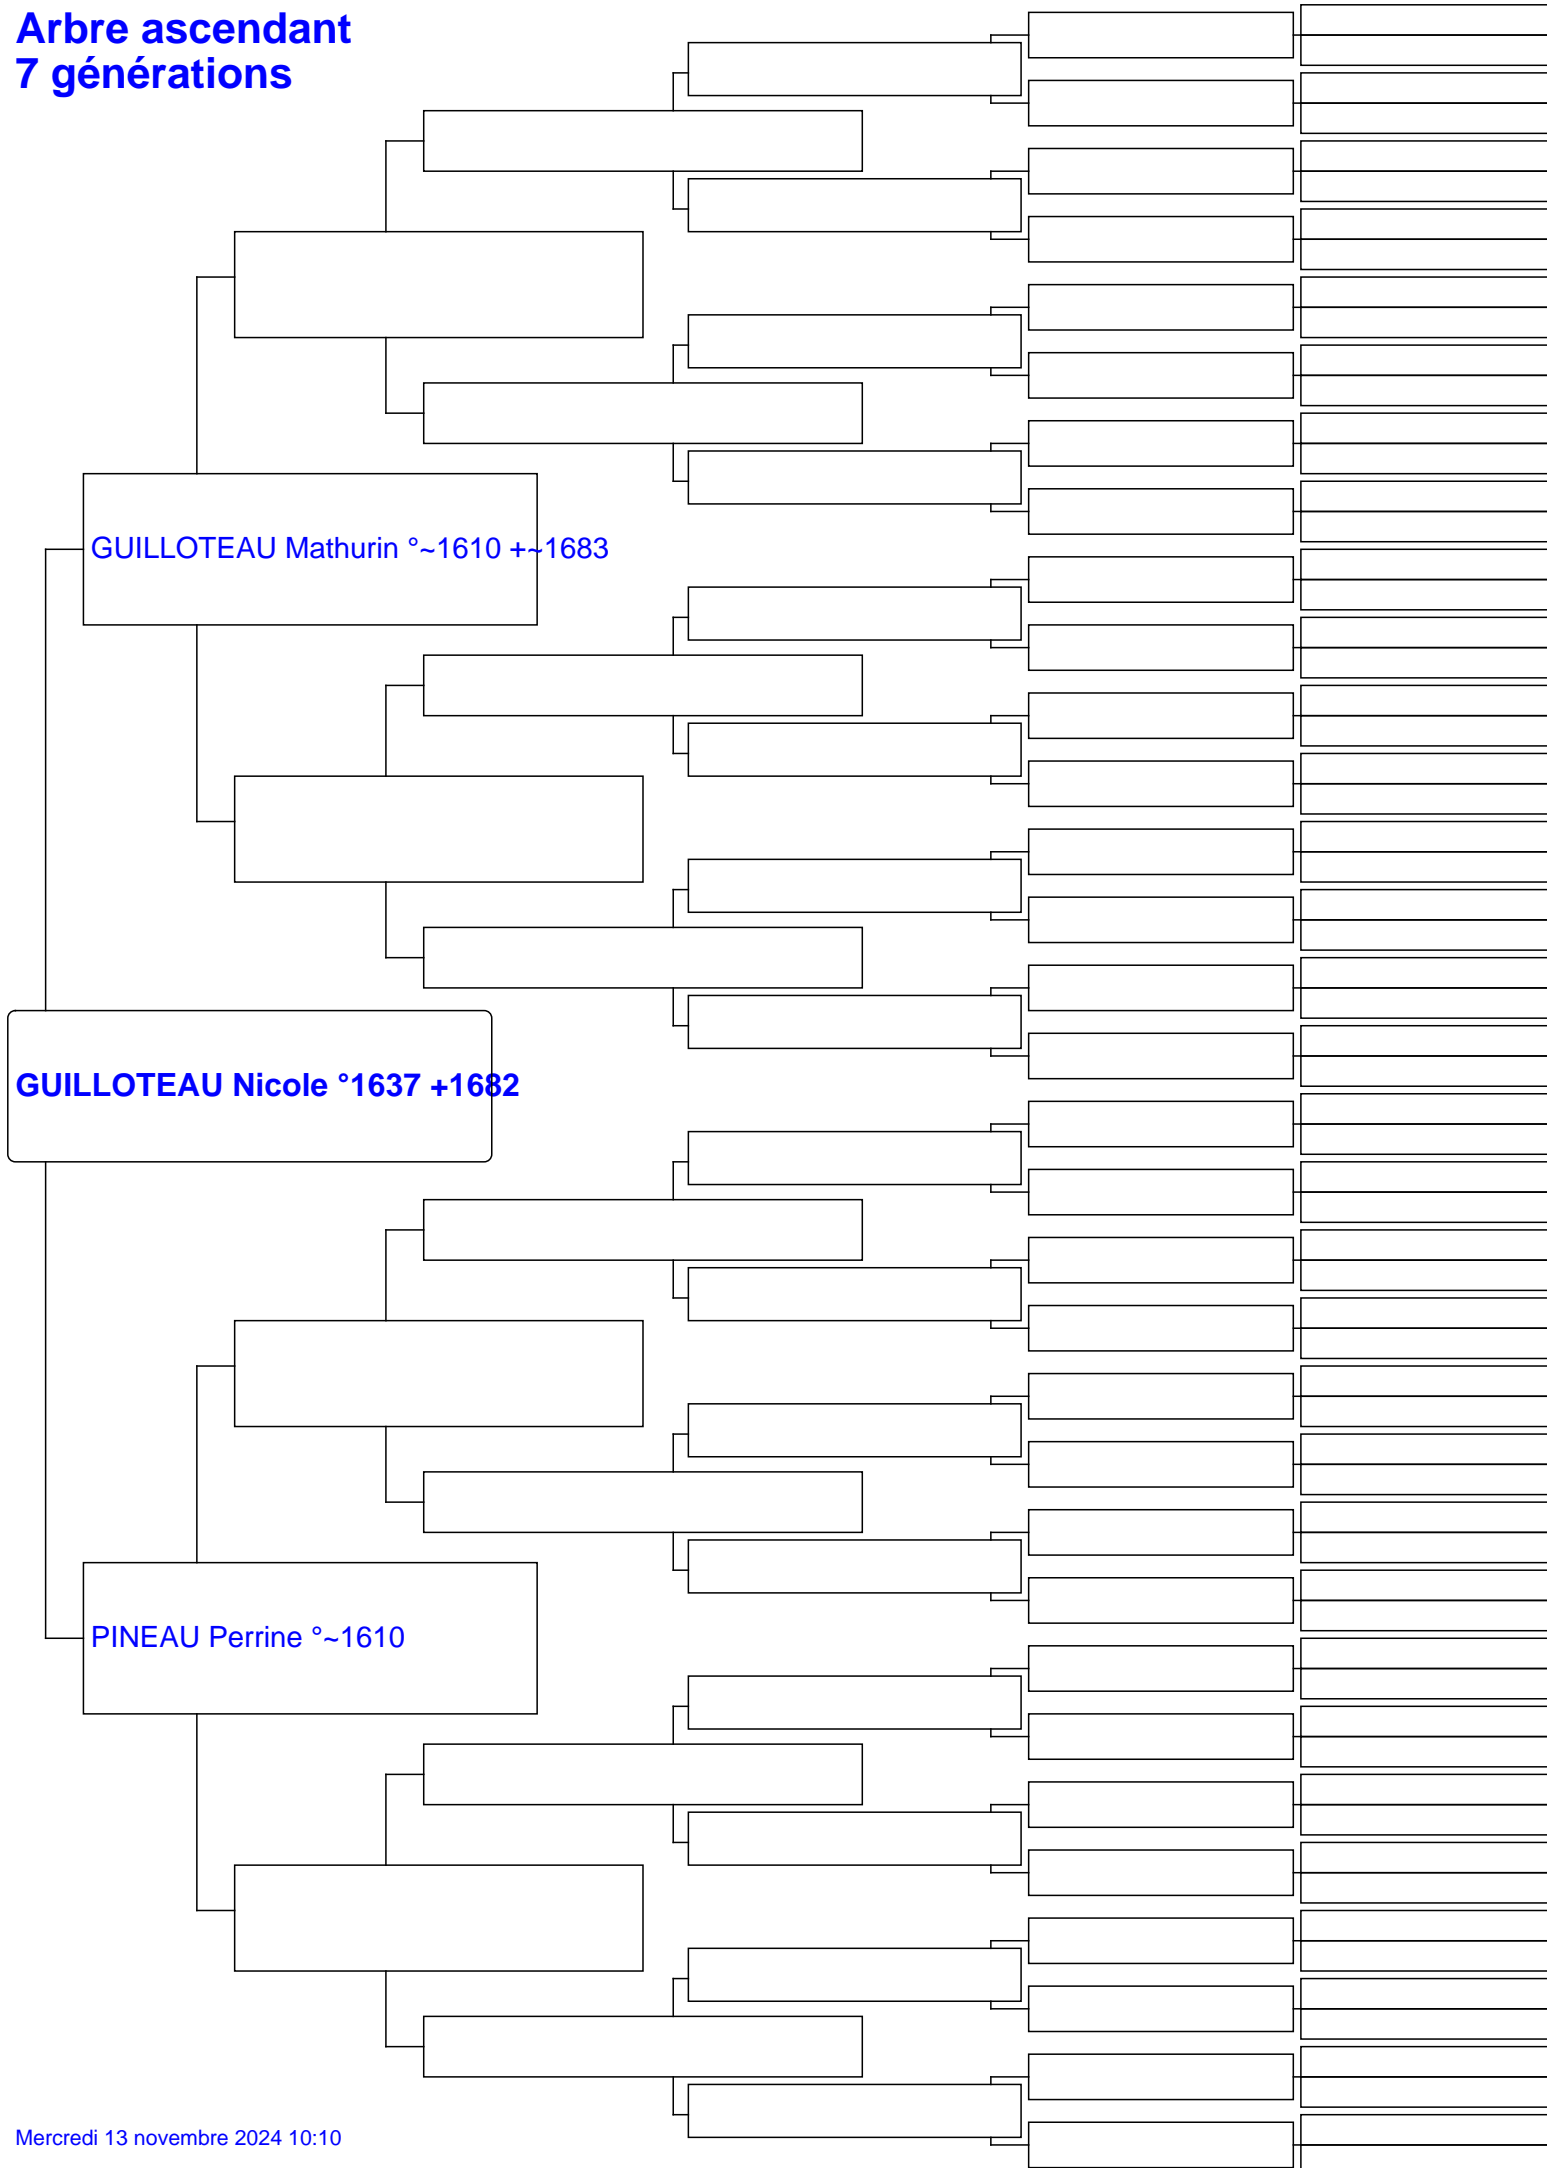 Arbre ascendant
7 générations
GUILLOTEAU Mathurin °~1610 +~1683
GUILLOTEAU Nicole °1637 +1682
PINEAU Perrine °~1610
Mercredi 13 novembre 2024 10:10